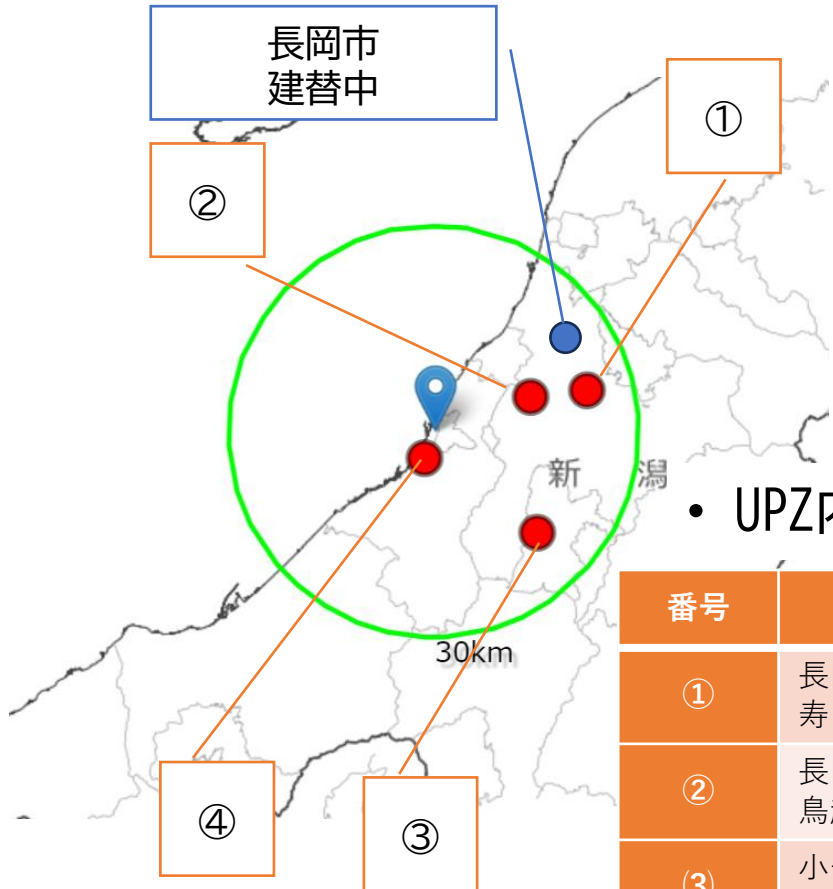 長岡市
建替中
①
②
新潟
30km
④
③
• UPZ内
番号
①
長
寿
②
長
鳥
③
小